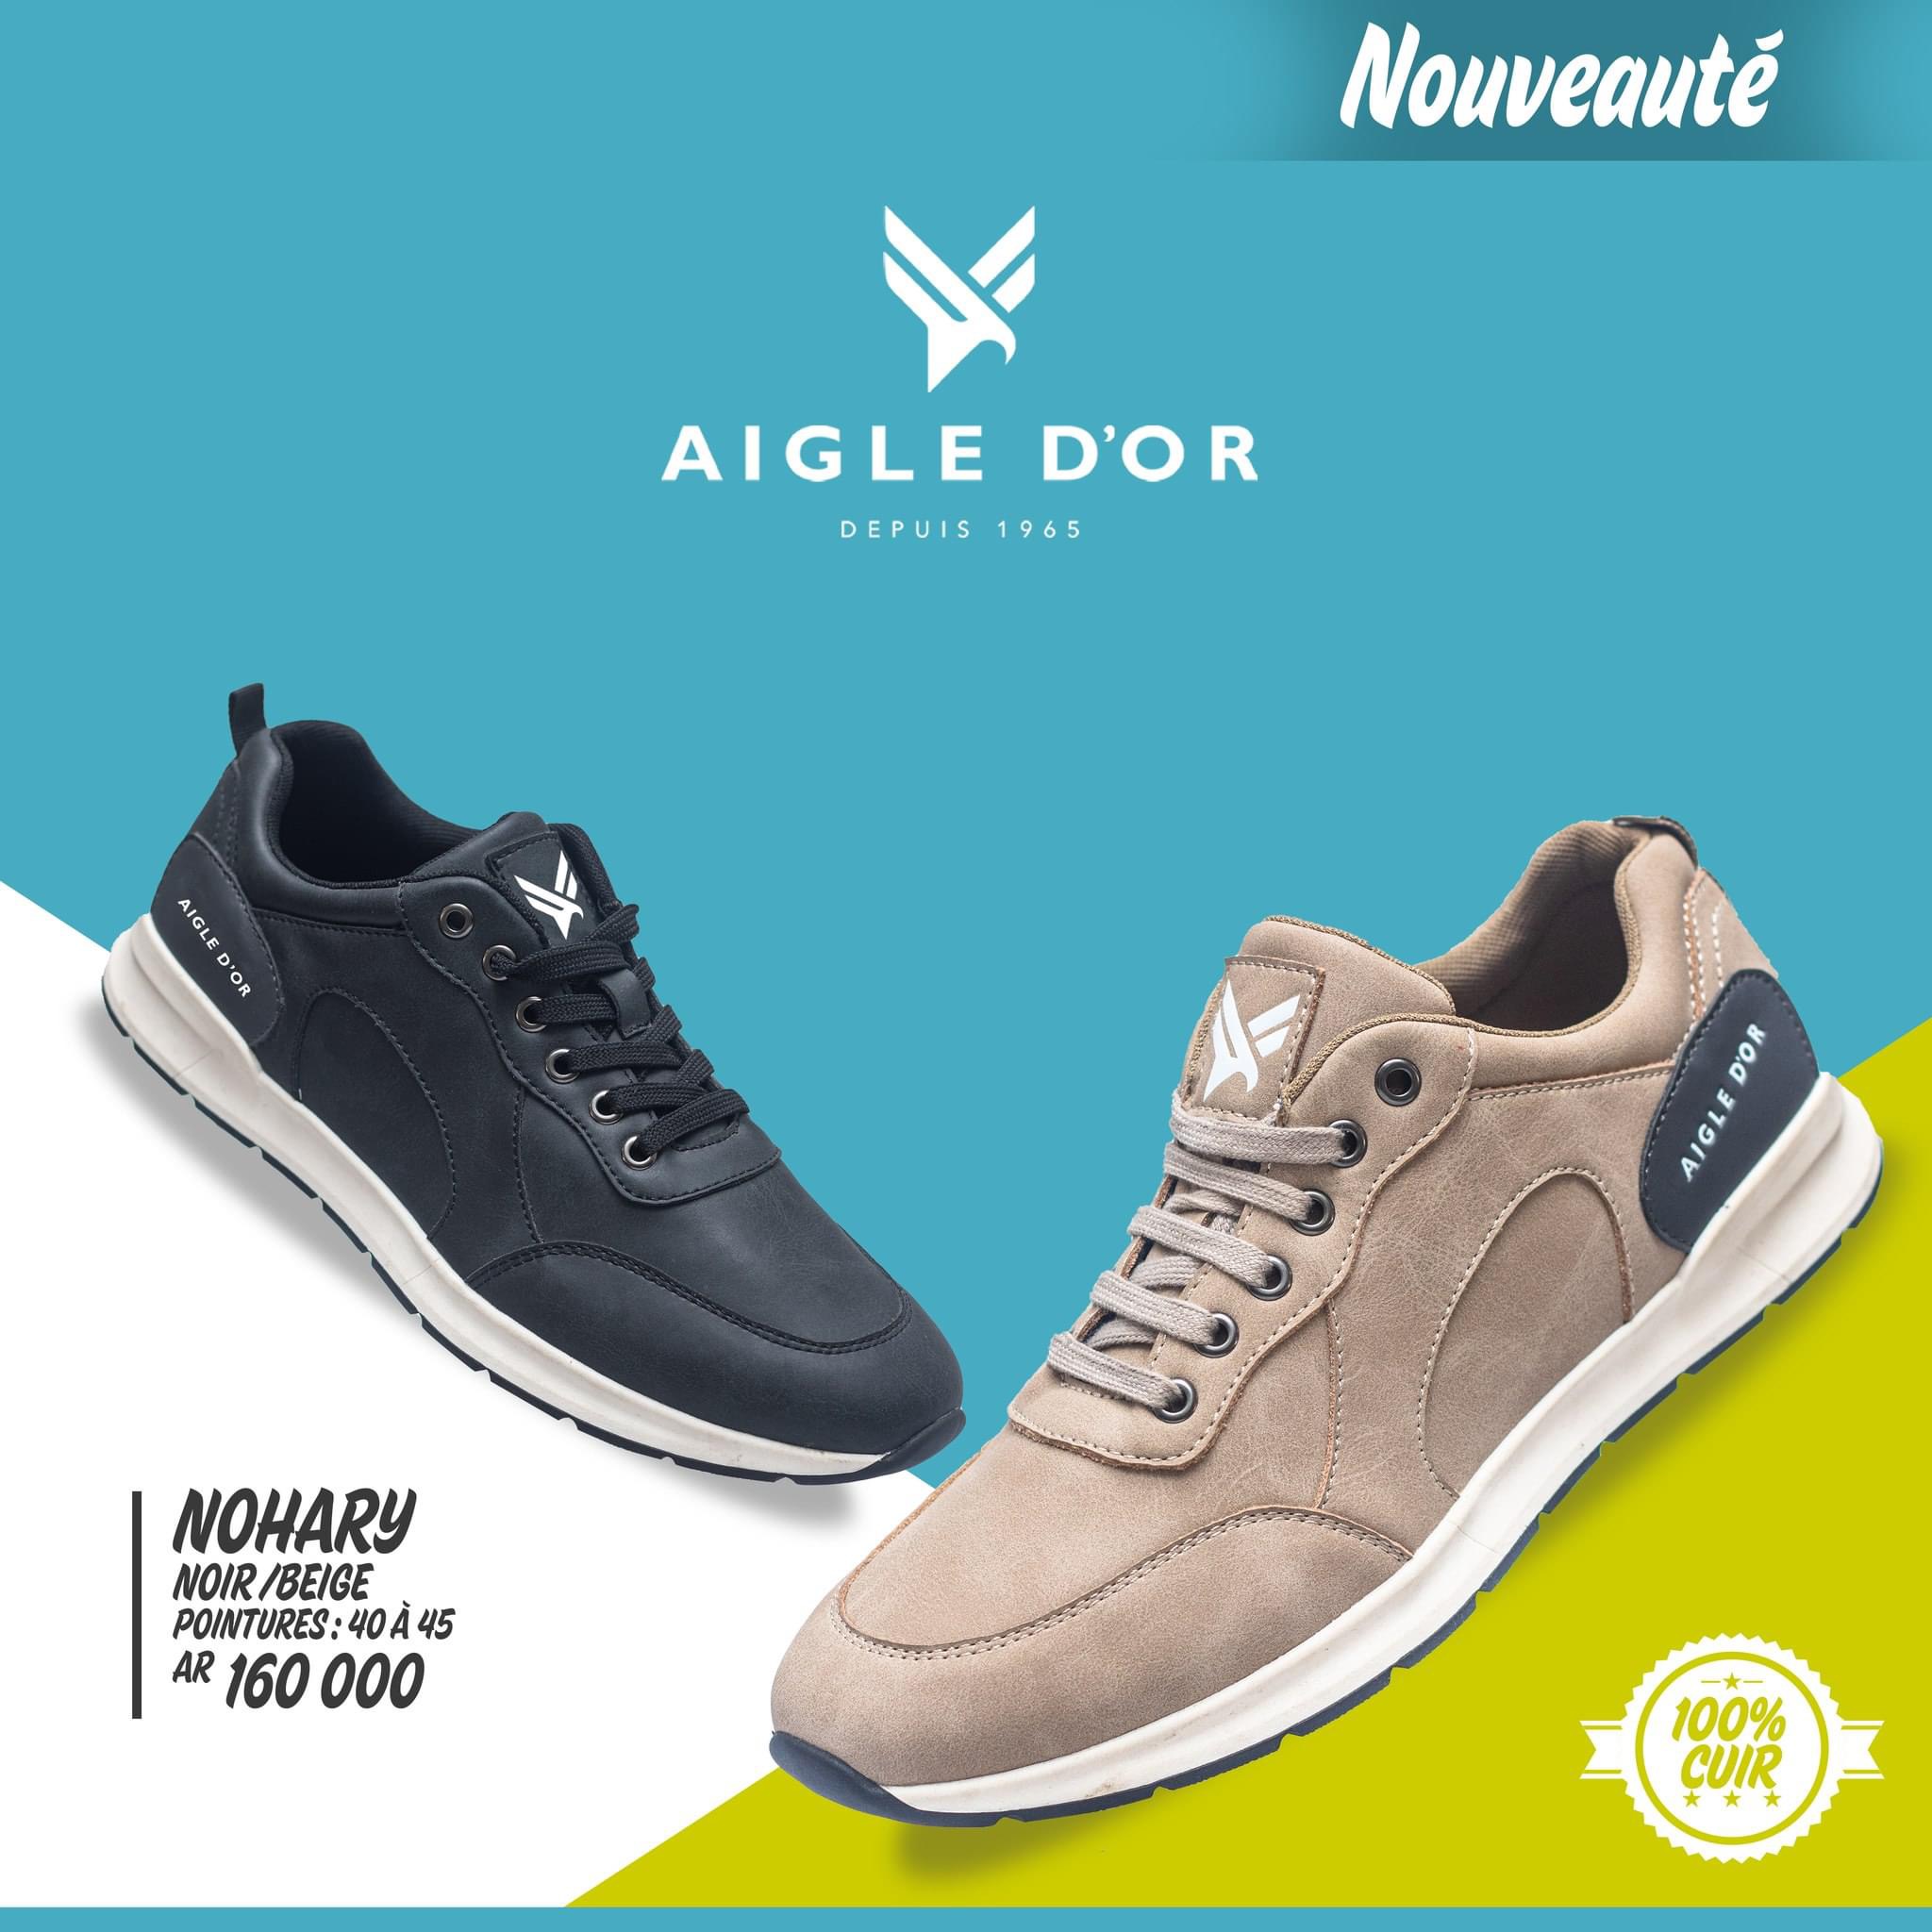 Nouveauté
AIGLE D'OR
DEPUIS 1965
AIGLE D'OR
AIGLE D'OR
NOHARY
NOIR/BEIGE
POINTURES : 40 À 45
AR 160 000
100%
CUIR